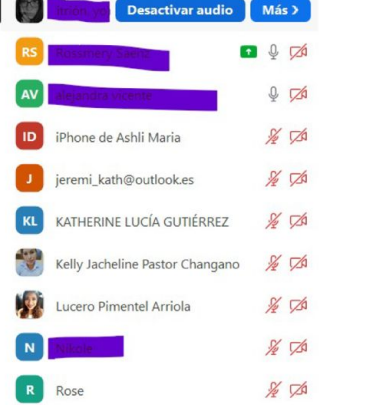 Desactivar audio Más >
RS
AV
ID iPhone de Ashli Maria
J jeremi_kath@outlook.es
KL KATHERINE LUCÍA GUTIÉRREZ
Kelly Jacheline Pastor Changano
Lucero Pimentel Arriola
N
R Rose